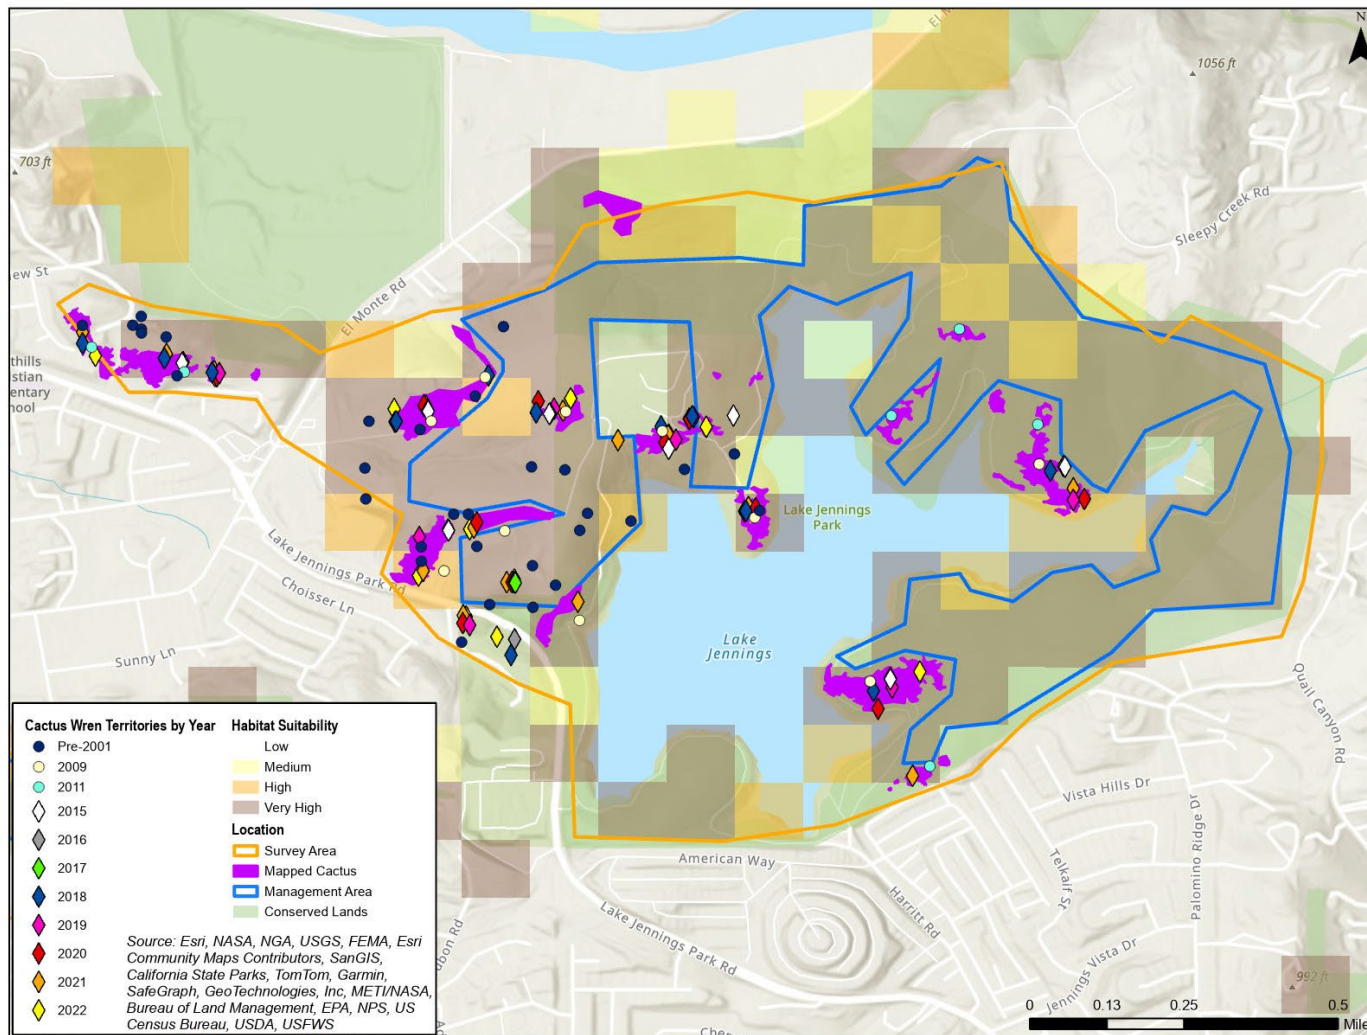 N
El M
1056 ft
703 ft
Sleepy Creek Rd
ew St
El Monte Rd
thills
istian
entary
hool
Lake Jennings
Park
Lake Jennings Park Rd
Choisser Ln
Sunny Ln
Lake
Jennings
Quail Canyon Rd
Vista Hills Dr
Palomino Ridge Dr
Telkaif St
American Way
Harritt Rd
Lake Jennings Park Rd
Jennings Vista Dr
992 ft
bon Rd
Cactus Wren Territories by Year
Pre-2001
2009
2011
2015
2016
2017
2018
2019
2020
2021
2022
Habitat Suitability
Low
Medium
High
Very High
Location
Survey Area
Mapped Cactus
Management Area
Conserved Lands
Source: Esri, NASA, NGA, USGS, FEMA, Esri
Community Maps Contributors, SanGIS,
California State Parks, TomTom, Garmin,
SafeGraph, GeoTechnologies, Inc, METI/NASA,
Bureau of Land Management, EPA, NPS, US
Census Bureau, USDA, USFWS
0 0.13 0.25 0.5
Mile